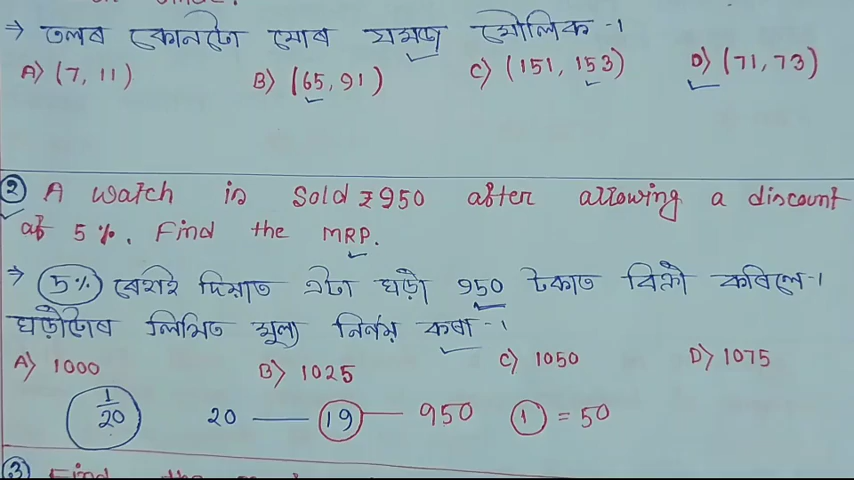 ⇒ তলৰ কোনটো যোৰ যমজ মৌলিক -।
A) (7, 11) B) (65, 91) C) (151, 153) D) (71, 73)
② A watch is sold ₹950 after allowing a discount
of 5%. Find the MRP.
⇒ 5% ৰেহাই দিয়াত এটা ঘড়ী 950 টকাত বিক্ৰী কৰিলে -।
ঘড়ীটোৰ লিখিত মূল্য নিৰ্ণয় কৰা -।
A) 1000 B) 1025 C) 1050 D) 1075
1/20 20 — 19 — 950 1 = 50
③ Find the